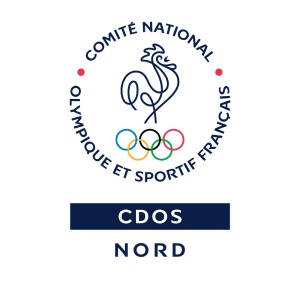 COMITÉ NATIONAL
OLYMPIQUE ET SPORTIF FRANÇAIS
CDOS
NORD